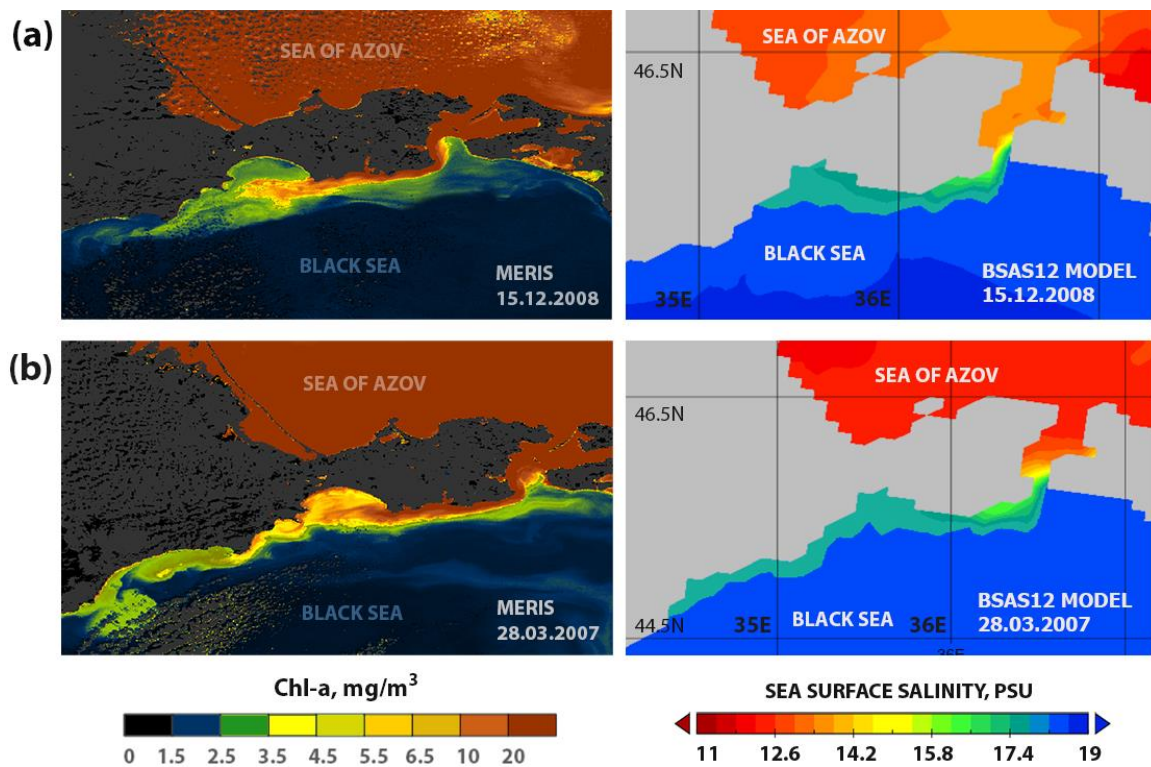 (a)
SEA OF AZOV
BLACK SEA
MERIS
15.12.2008
SEA OF AZOV
46.5N
BLACK SEA
35E
36E
BSAS12 MODEL
15.12.2008
(b)
SEA OF AZOV
BLACK SEA
MERIS
28.03.2007
SEA OF AZOV
46.5N
44.5N
35E
BLACK SEA
36E
BSAS12 MODEL
28.03.2007
36E
Chl-a, mg/m³
0 1.5 2.5 3.5 4.5 5.5 6.5 10 20
SEA SURFACE SALINITY, PSU
11 12.6 14.2 15.8 17.4 19